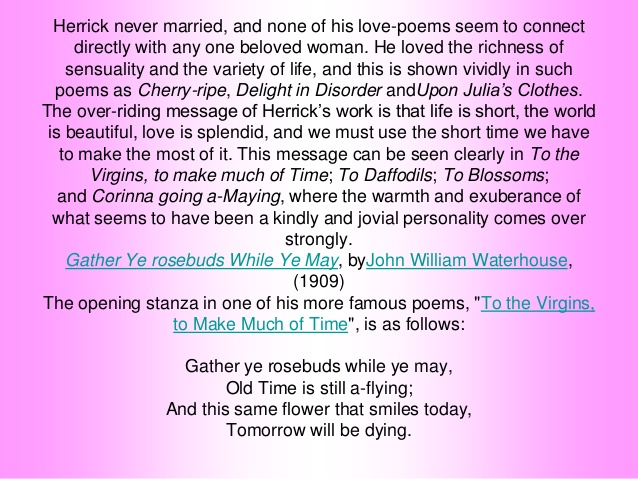 Herrick never married, and none of his love-poems seem to connect
directly with any one beloved woman. He loved the richness of
sensuality and the variety of life, and this is shown vividly in such
poems as Cherry-ripe, Delight in Disorder andUpon Julia’s Clothes.
The over-riding message of Herrick’s work is that life is short, the world
is beautiful, love is splendid, and we must use the short time we have
to make the most of it. This message can be seen clearly in To the
Virgins, to make much of Time; To Daffodils; To Blossoms;
and Corinna going a-Maying, where the warmth and exuberance of
what seems to have been a kindly and jovial personality comes over
strongly.
Gather Ye rosebuds While Ye May, byJohn William Waterhouse,
(1909)
The opening stanza in one of his more famous poems, "To the Virgins,
to Make Much of Time", is as follows:
Gather ye rosebuds while ye may,
Old Time is still a-flying;
And this same flower that smiles today,
Tomorrow will be dying.